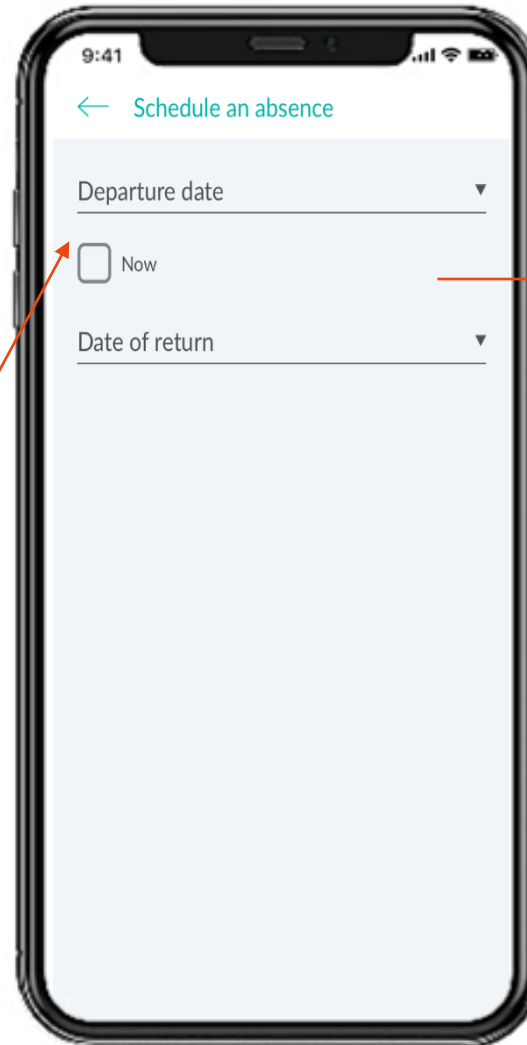 9:41
Schedule an absence
Departure date
Now
Date of return